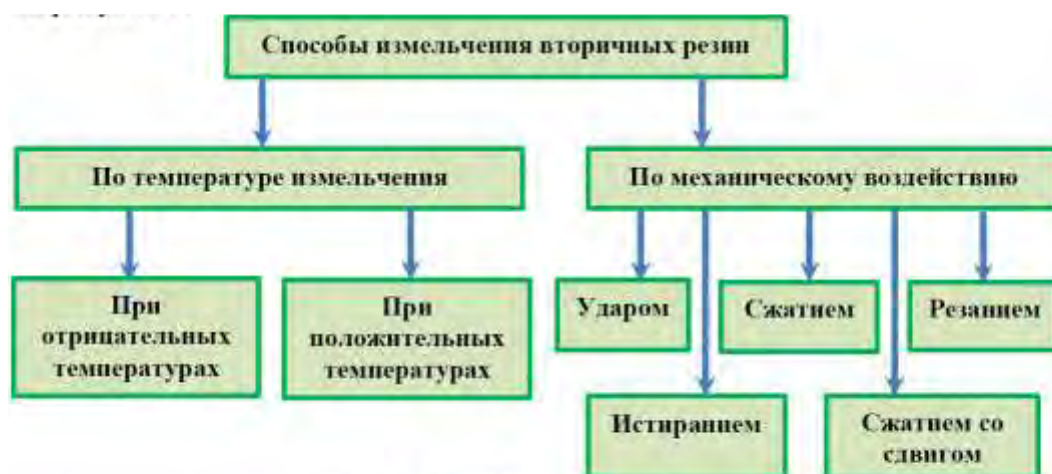 Способы измельчения вторичных резин
По температуре измельчения
По механическому воздействию
При
отрицательных
температурах
При
положительных
температурах
Ударом
Сжатием
Резанием
Истиранием
Сжатием со
сдвигом